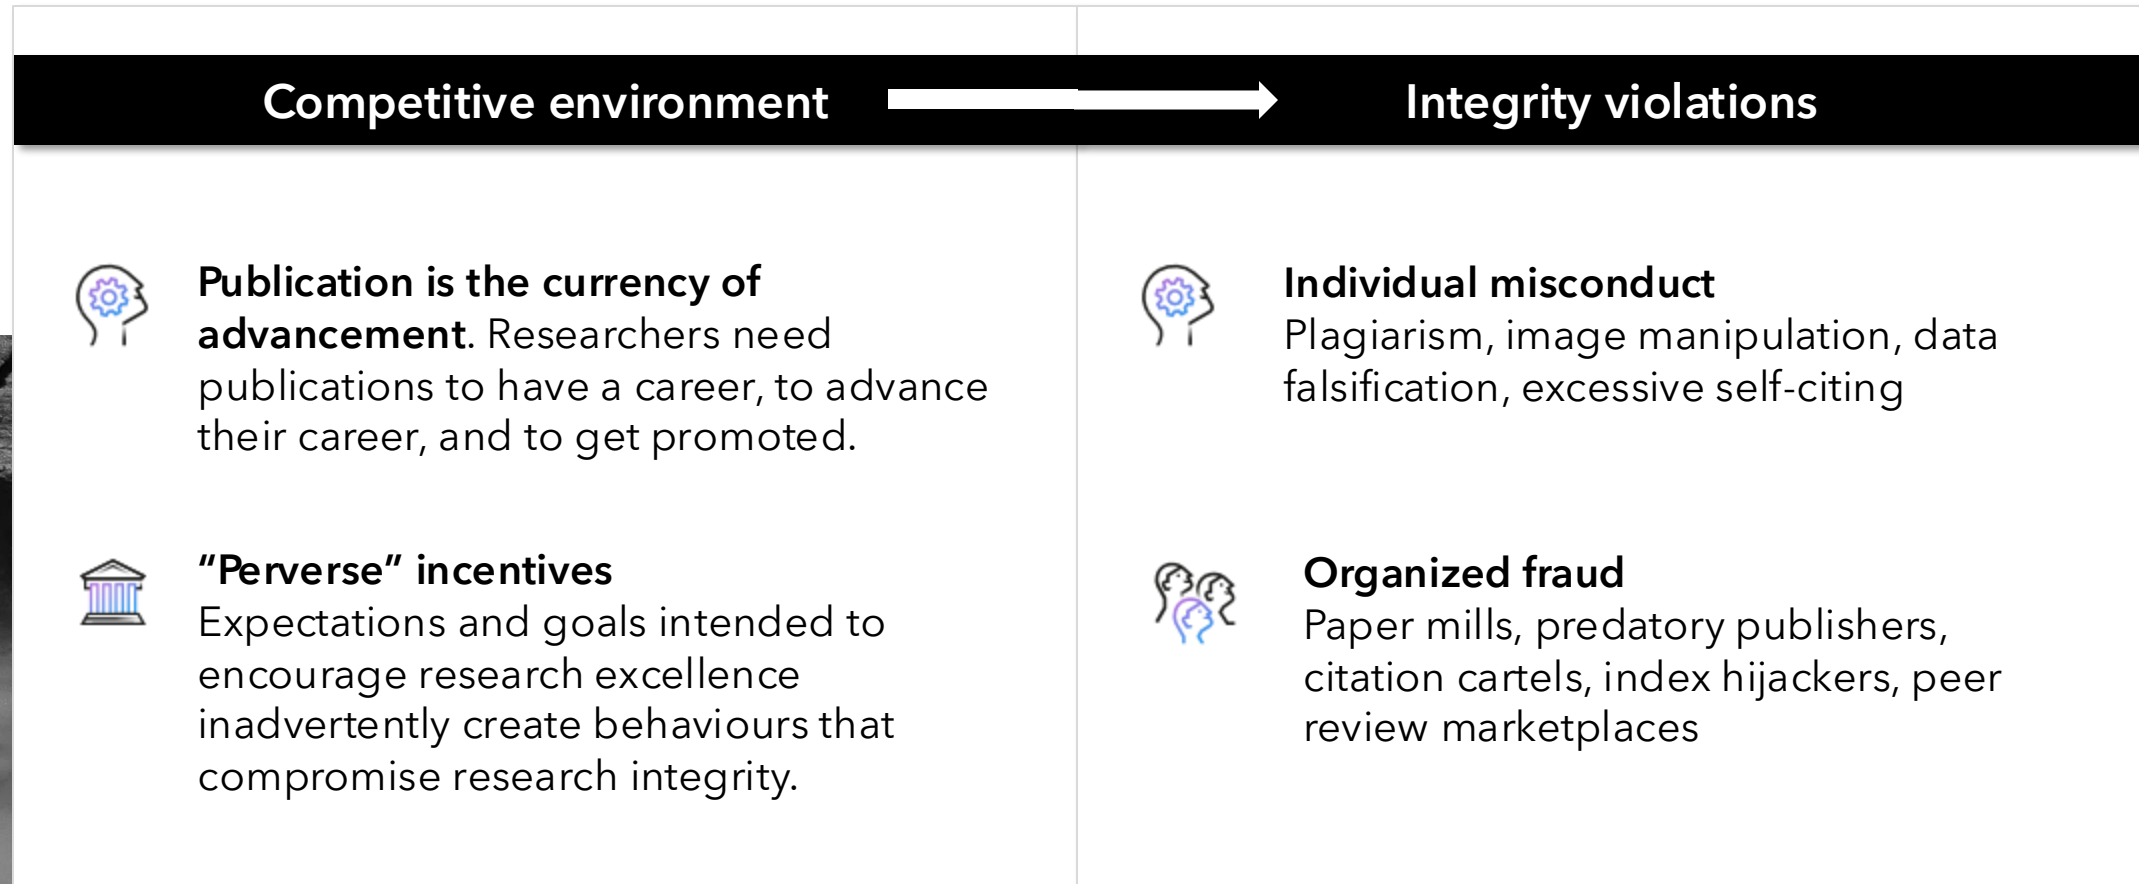 Competitive environment
Integrity violations
Publication is the currency of
advancement. Researchers need
publications to have a career, to advance
their career, and to get promoted.
“Perverse” incentives
Expectations and goals intended to
encourage research excellence
inadvertently create behaviours that
compromise research integrity.
Individual misconduct
Plagiarism, image manipulation, data
falsification, excessive self-citing
Organized fraud
Paper mills, predatory publishers,
citation cartels, index hijackers, peer
review marketplaces